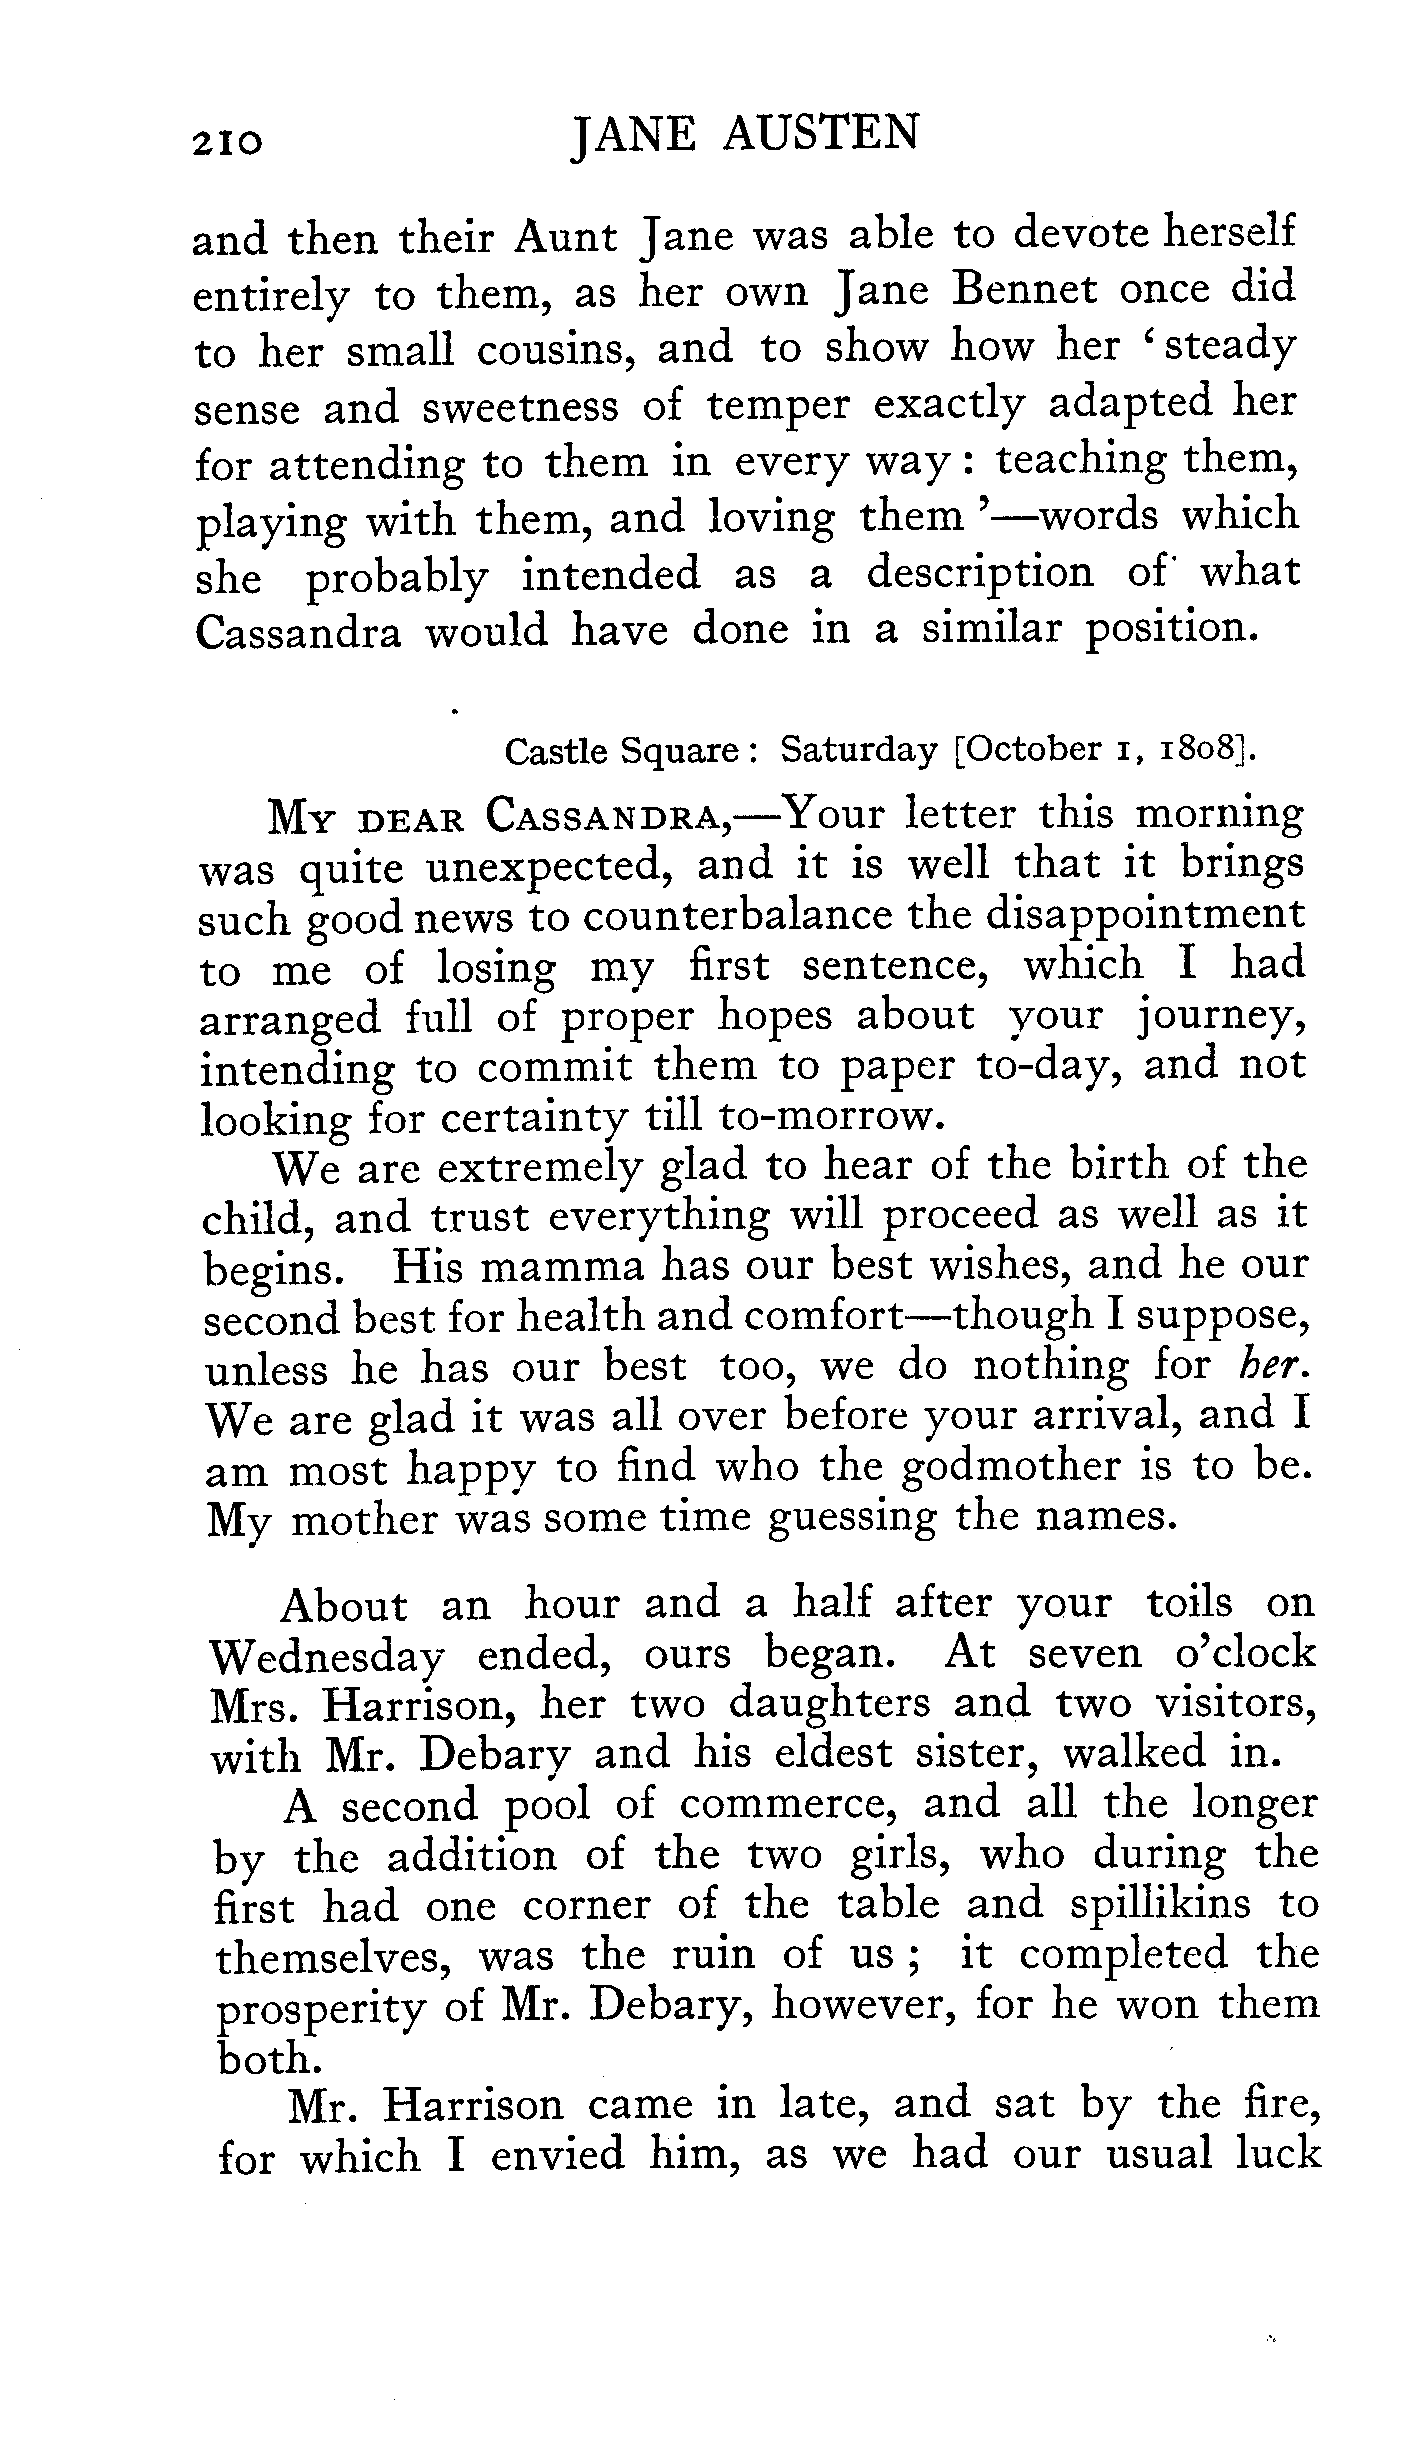 210 JANE AUSTEN
and then their Aunt Jane was able to devote herself
entirely to them, as her own Jane Bennet once did
to her small cousins, and to show how her ‘steady
sense and sweetness of temper exactly adapted her
for attending to them in every way : teaching them,
playing with them, and loving them’—words which
she probably intended as a description of what
Cassandra would have done in a similar position.
Castle Square : Saturday [October 1, 1808].
MY DEAR CASSANDRA,—Your letter this morning
was quite unexpected, and it is well that it brings
such good news to counterbalance the disappointment
to me of losing my first sentence, which I had
arranged full of proper hopes about your journey,
intending to commit them to paper to-day, and not
looking for certainty till to-morrow.
We are extremely glad to hear of the birth of the
child, and trust everything will proceed as well as it
begins. His mamma has our best wishes, and he our
second best for health and comfort—though I suppose,
unless he has our best too, we do nothing for her.
We are glad it was all over before your arrival, and I
am most happy to find who the godmother is to be.
My mother was some time guessing the names.
About an hour and a half after your toils on
Wednesday ended, ours began. At seven o’clock
Mrs. Harrison, her two daughters and two visitors,
with Mr. Debary and his eldest sister, walked in.
A second pool of commerce, and all the longer
by the addition of the two girls, who during the
first had one corner of the table and spillikins to
themselves, was the ruin of us ; it completed the
prosperity of Mr. Debary, however, for he won them
both.
Mr. Harrison came in late, and sat by the fire,
for which I envied him, as we had our usual luck